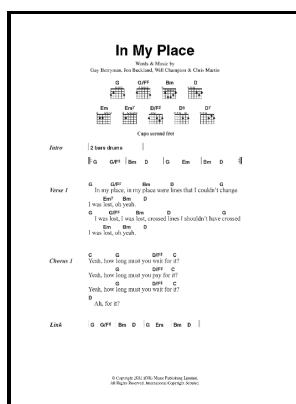 In My Place
Words & Music by
Guy Berryman, Jon Buckland, Will Champion & Chris Martin
G G/F♯ Bm D
Em Em7 D/F♯ D6 D7
Capo second fret
Intro 2 bars drums
G G/F♯ Bm D G Em Bm D
G G/F♯ Bm D G
Verse 1 In my place, in my place were lines that I couldn't change
Em7 Bm D
I was lost, oh yeah.
G G/F♯ Bm D G
I was lost, I was lost, crossed lines I shouldn't have crossed
Em Bm D
I was lost, oh yeah.
C G D/F♯ C
Chorus 1 Yeah, how long must you wait for it?
G D/F♯ C
Yeah, how long must you pay for it?
G D/F♯ C
Yeah, how long must you wait for it?
D
Ah, for it?
Link G G/F♯ Bm D G Em Bm D
© Copyright 2002 BMG Music Publishing Limited.
All Rights Reserved. International Copyright Secured.